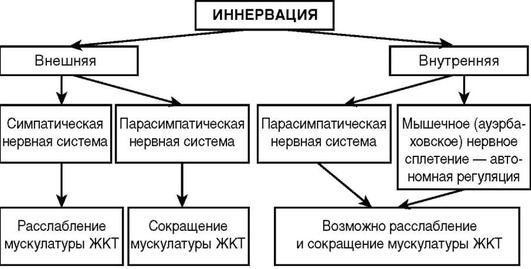 ИННЕРВАЦИЯ
Внешняя
Внутренняя
Симпатическая
нервная система
Парасимпатическая
нервная система
Парасимпатическая
нервная система
Мышечное (ауэрба-
ховское) нервное
сплетение — авто-
номная регуляция
Расслабление
мускулатуры ЖКТ
Сокращение
мускулатуры ЖКТ
Возможно расслабление
и сокращение мускулатуры ЖКТ